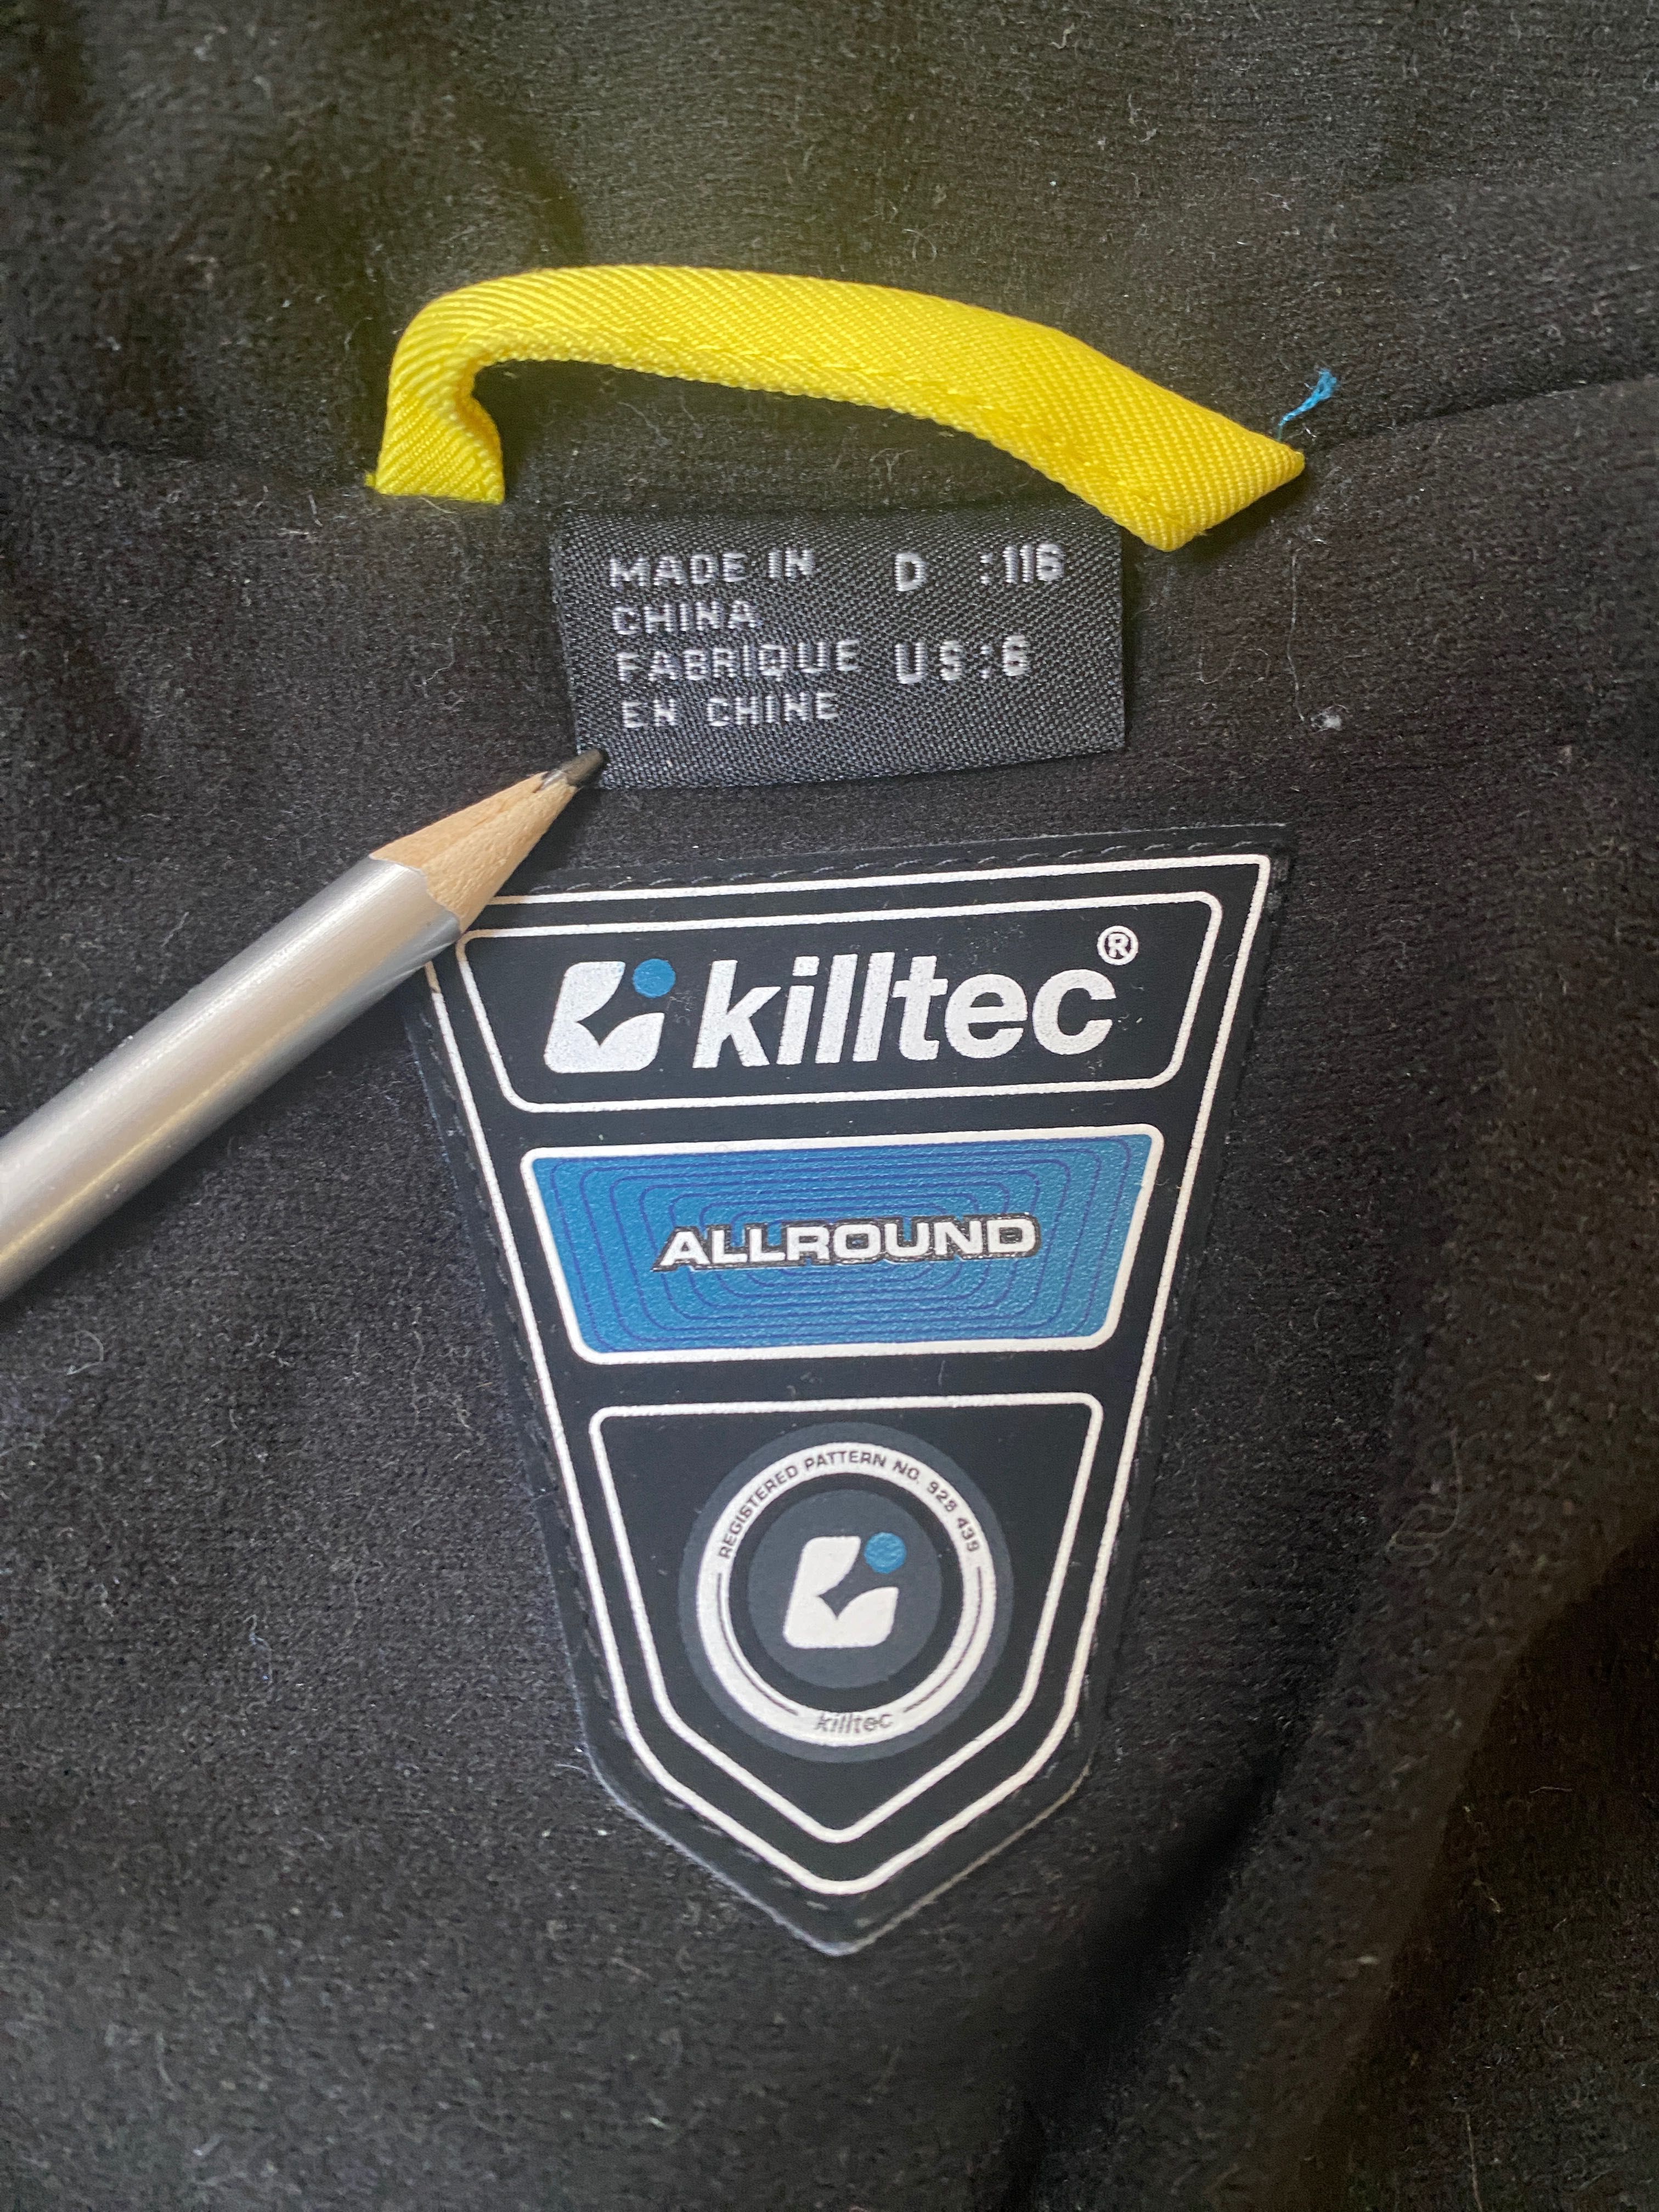 MADE IN
CHINA
FABRIQUE
EN CHINE
D :116
US:6
killtec®
ALLROUND
REGISTERED PATTERN NO. 928 439
killtec